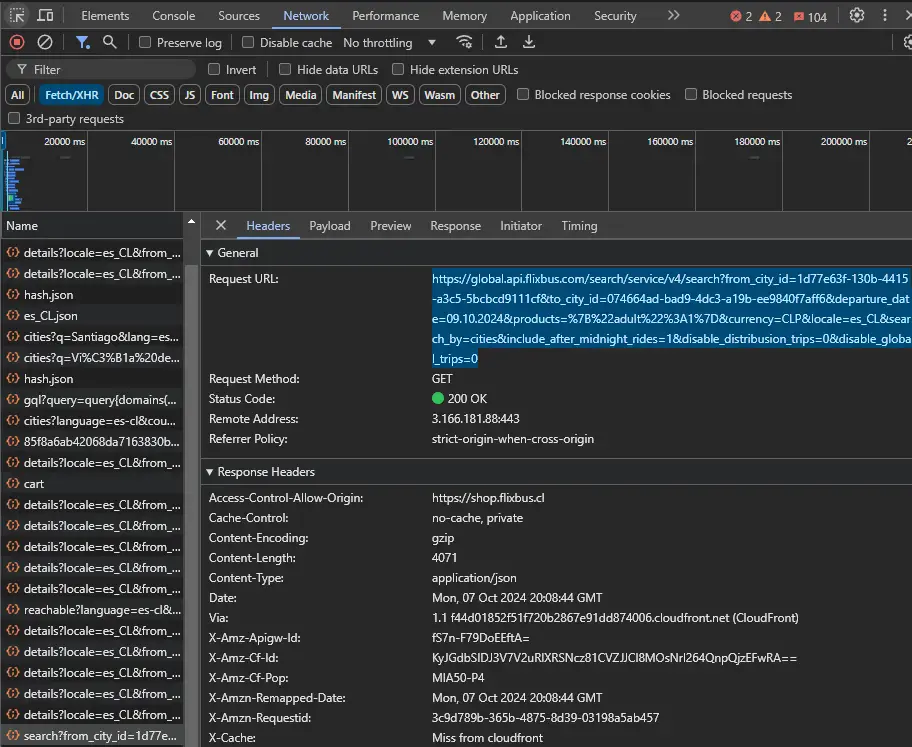 Elements Console Sources Network Performance Memory Application Security 2 2 104
Preserve log Disable cache No throttling
Filter Invert Hide data URLs Hide extension URLs
All Fetch/XHR Doc CSS JS Font Img Media Manifest WS Wasm Other Blocked response cookies Blocked requests
3rd-party requests
20000 ms 40000 ms 60000 ms 80000 ms 100000 ms 120000 ms 140000 ms 160000 ms 180000 ms 200000 ms 2
Name
details?locale=es_CL&from_...
details?locale=es_CL&from_...
hash.json
es_CL.json
cities?q=Santiago&lang=es...
cities?q=Vi%C3%B1a%20de...
hash.json
gql?query=query{domains(...
cities?language=es-cl&cou...
85f8a6ab42068da7163830b...
details?locale=es_CL&from_...
cart
details?locale=es_CL&from_...
details?locale=es_CL&from_...
details?locale=es_CL&from_...
details?locale=es_CL&from_...
details?locale=es_CL&from_...
reachable?language=es-cl&...
details?locale=es_CL&from_...
details?locale=es_CL&from_...
details?locale=es_CL&from_...
details?locale=es_CL&from_...
details?locale=es_CL&from_...
search?from_city_id=1d77e...
Headers Payload Preview Response Initiator Timing
General
Request URL: https://global.api.flixbus.com/search/service/v4/search?from_city_id=1d77e63f-130b-4415
-a3c5-5bcbcd9111cf&to_city_id=074664ad-bad9-4dc3-a19b-ee9840f7aff6&departure_dat
e=09.10.2024&products=%7B%22adult%22%3A1%7D&currency=CLP&locale=es_CL&sear
ch_by=cities&include_after_midnight_rides=1&disable_distribusion_trips=0&disable_globa
l_trips=0
Request Method: GET
Status Code: 200 OK
Remote Address: 3.166.181.88:443
Referrer Policy: strict-origin-when-cross-origin
Response Headers
Access-Control-Allow-Origin: https://shop.flixbus.cl
Cache-Control: no-cache, private
Content-Encoding: gzip
Content-Length: 4071
Content-Type: application/json
Date: Mon, 07 Oct 2024 20:08:44 GMT
Via: 1.1 f44d01852f51f720b2867e91dd874006.cloudfront.net (CloudFront)
X-Amz-Apigw-Id: fS7n-F79DoEEftA=
X-Amz-Cf-Id: KyJGdbSIDJ3V7V2uRIXRSNcz81CVZJJCl8MOsNrl264QnpQjzEFwRA==
X-Amz-Cf-Pop: MIA50-P4
X-Amzn-Remapped-Date: Mon, 07 Oct 2024 20:08:44 GMT
X-Amzn-Requestid: 3c9d789b-365b-4875-8d39-03198a5ab457
X-Cache: Miss from cloudfront